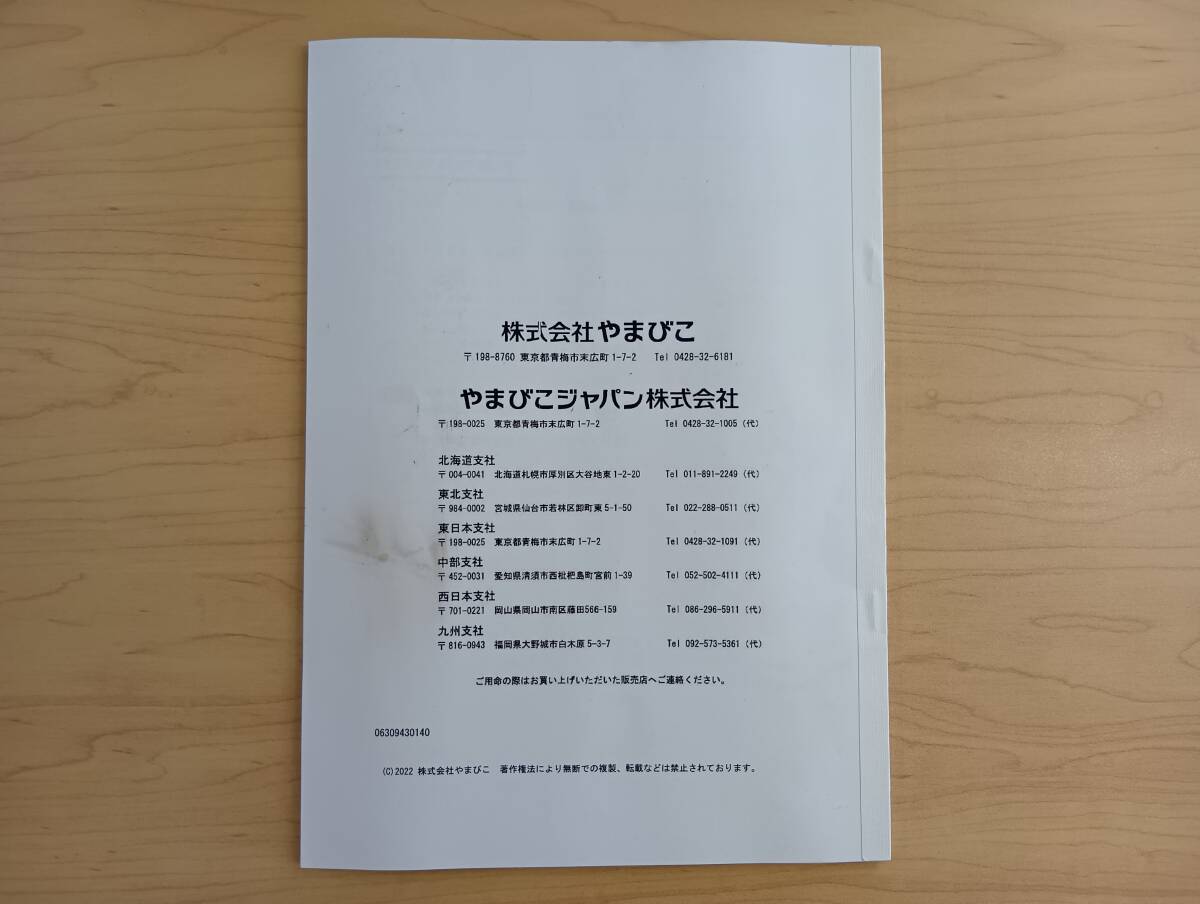 株式会社やまびこ
〒198-8760 東京都青梅市末広町1-7-2 Tel 0428-32-6181
やまびこジャパン株式会社
〒198-0025 東京都青梅市末広町1-7-2 Tel 0428-32-1005 (代)
北海道支社
〒004-0041 北海道札幌市厚別区大谷地東1-2-20 Tel 011-891-2249 (代)
東北支社
〒984-0002 宮城県仙台市若林区卸町東5-1-50 Tel 022-288-0511 (代)
東日本支社
〒198-0025 東京都青梅市末広町1-7-2 Tel 0428-32-1091 (代)
中部支社
〒452-0031 愛知県清須市西枇杷島町宮前1-39 Tel 052-502-4111 (代)
西日本支社
〒701-0221 岡山県岡山市南区藤田566-159 Tel 086-296-5911 (代)
九州支社
〒816-0943 福岡県大野城市白木原5-3-7 Tel 092-573-5361 (代)
ご用命の際はお買い上げいただいた販売店へご連絡ください。
06309430140
(C)2022 株式会社やまびこ 著作権法により無断での複製、転載などは禁止されております。